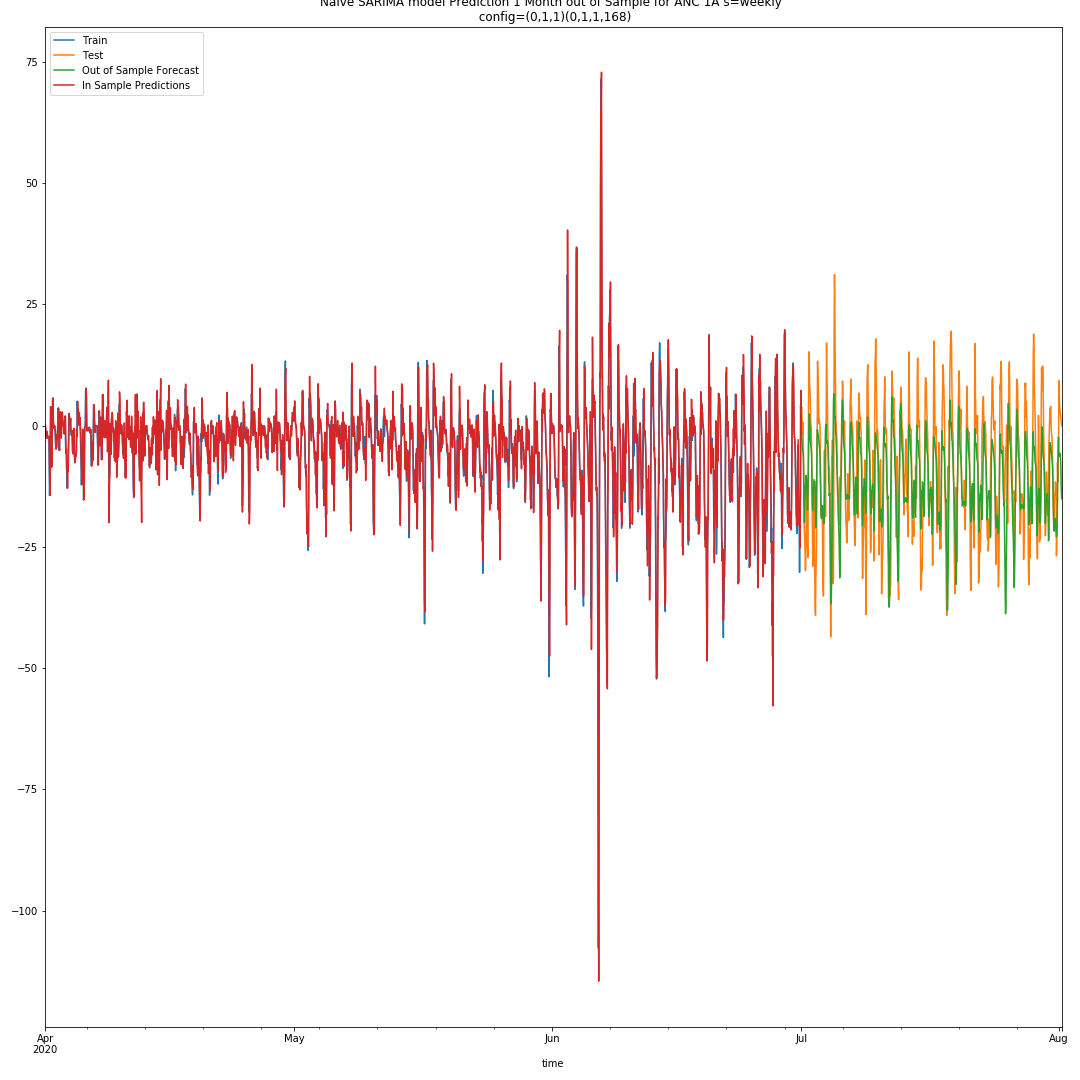 Naive SARIMA model Prediction 1 Month out of Sample for ANC 1A s=weekly
config=(0,1,1)(0,1,1,168)
Train
Test
Out of Sample Forecast
In Sample Predictions
75
50
25
0
−25
−50
−75
−100
Apr
2020
May
Jun
Jul
Aug
time